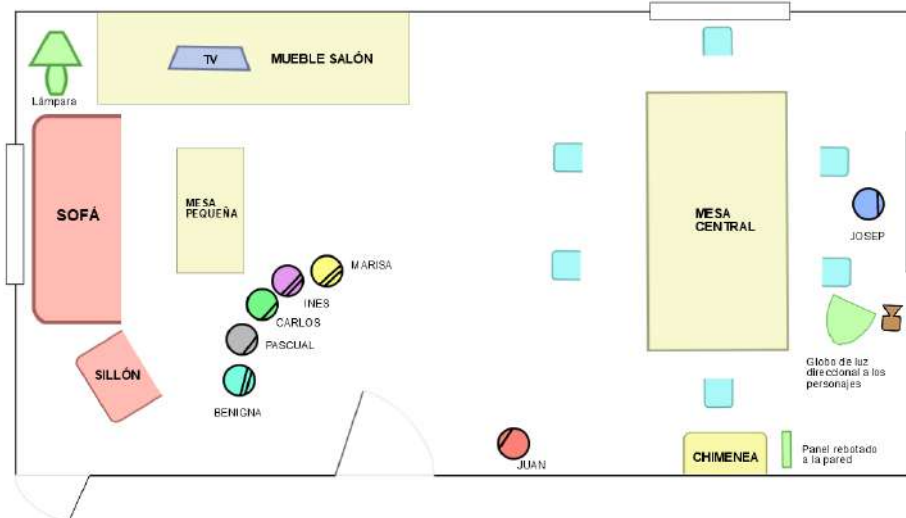 TV
MUEBLE SALÓN
Lámpara
SOFÁ
MESA
PEQUEÑA
MESA
CENTRAL
JOSEP
MARISA
INES
CARLOS
PASCUAL
SILLÓN
BENIGNA
Globo de luz
direccional a los
personajes
JUAN
CHIMENEA
Panel rebotado
a la pared